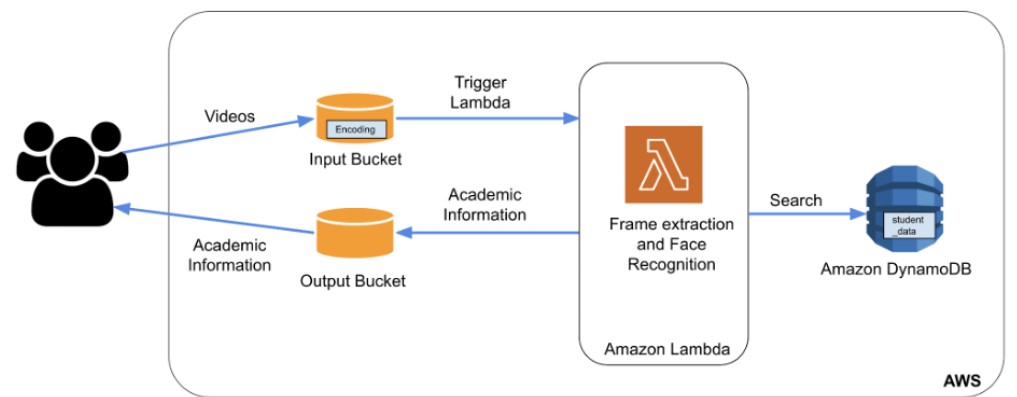 Videos
Encoding
Input Bucket
Trigger
Lambda
Academic
Information
Output Bucket
Academic
Information
Frame extraction
and Face
Recognition
Amazon Lambda
Search
student
_data
Amazon DynamoDB
AWS